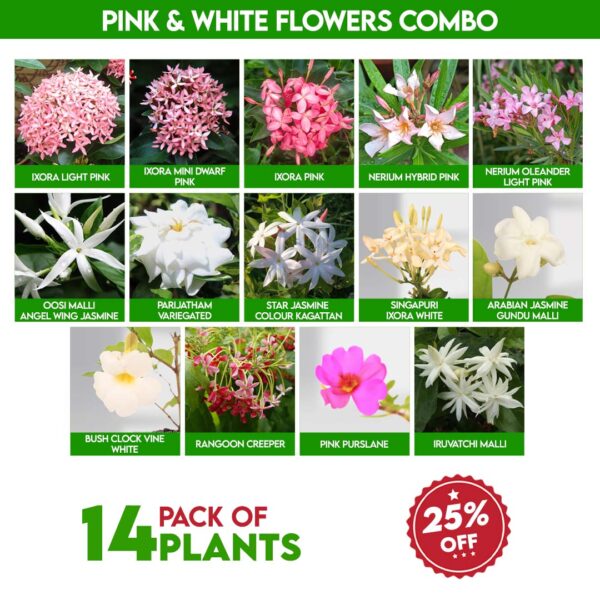 PINK & WHITE FLOWERS COMBO
IXORA LIGHT PINK
IXORA MINI DWARF
PINK
IXORA PINK
NERIUM HYBRID PINK
NERIUM OLEANDER
LIGHT PINK
OOSI MALLI
ANGEL WING JASMINE
PARIJATHAM
VARIEGATED
STAR JASMINE
COLOUR KAGATTAN
SINGAPURI
IXORA WHITE
ARABIAN JASMINE
GUNDU MALLI
BUSH CLOCK VINE
WHITE
RANGOON CREEPER
PINK PURSLANE
IRUVATCHI MALLI
14 PACK OF
PLANTS
25%
OFF